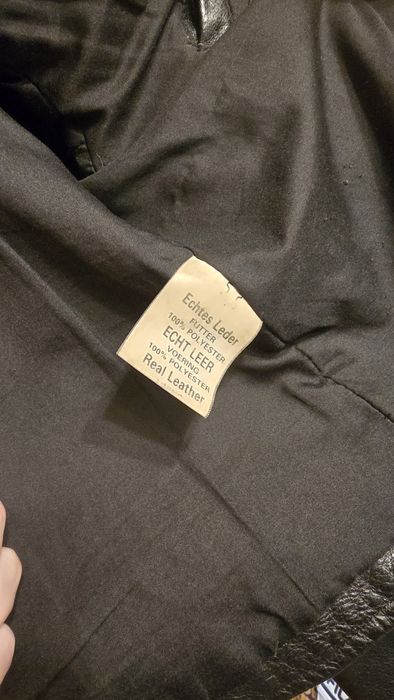 Echtes Leder
FUTTER
100% POLYESTER
ECHT LEER
VOERING
100% POLYESTER
Real Leather